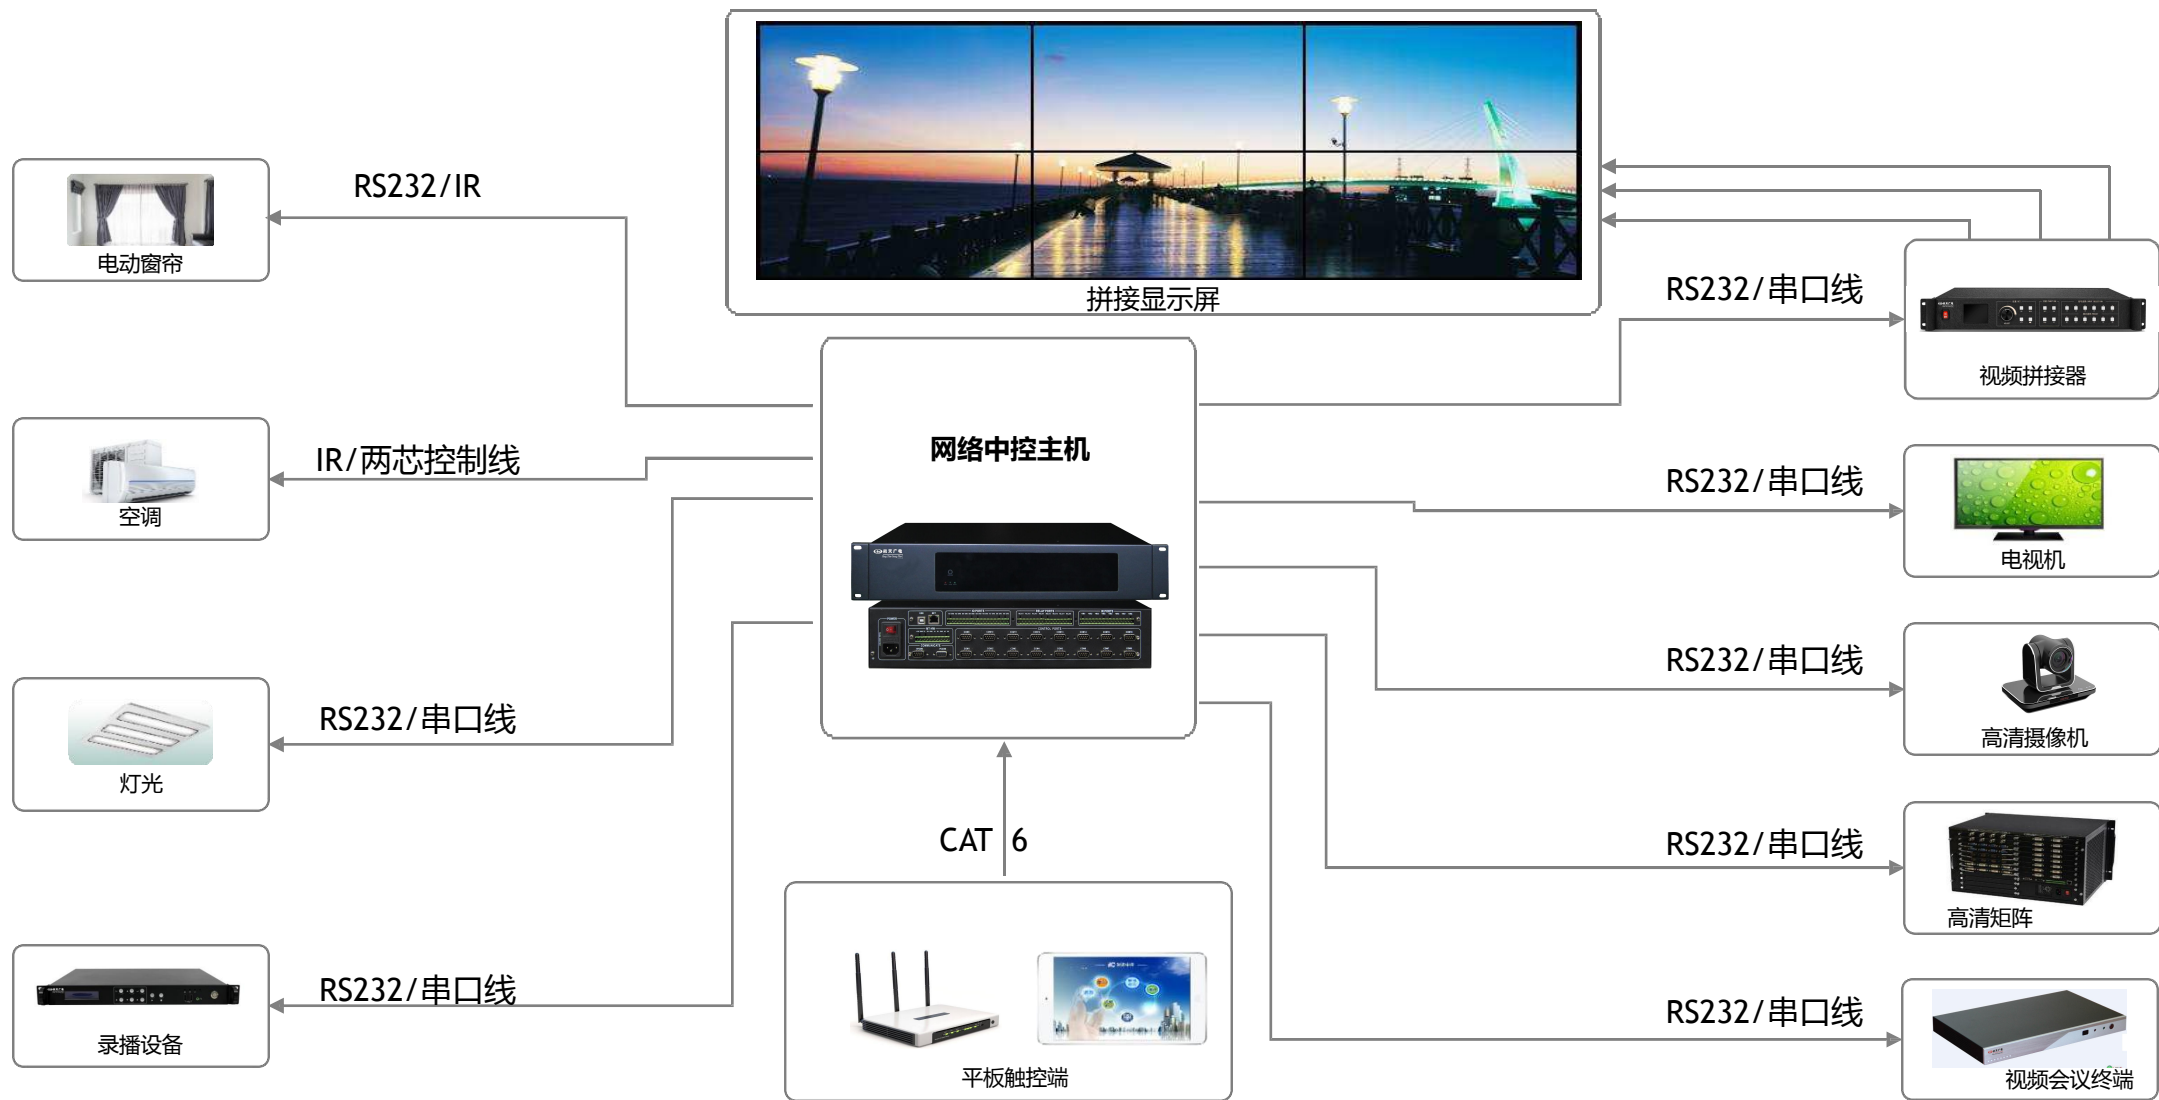 RS232/IR
电动窗帘
拼接显示屏
RS232/串口线
视频拼接器
网络中控主机
IR/两芯控制线
空调
RS232/串口线
电视机
RS232/串口线
灯光
RS232/串口线
高清摄像机
CAT 6
RS232/串口线
高清矩阵
RS232/串口线
录播设备
平板触控端
RS232/串口线
视频会议终端